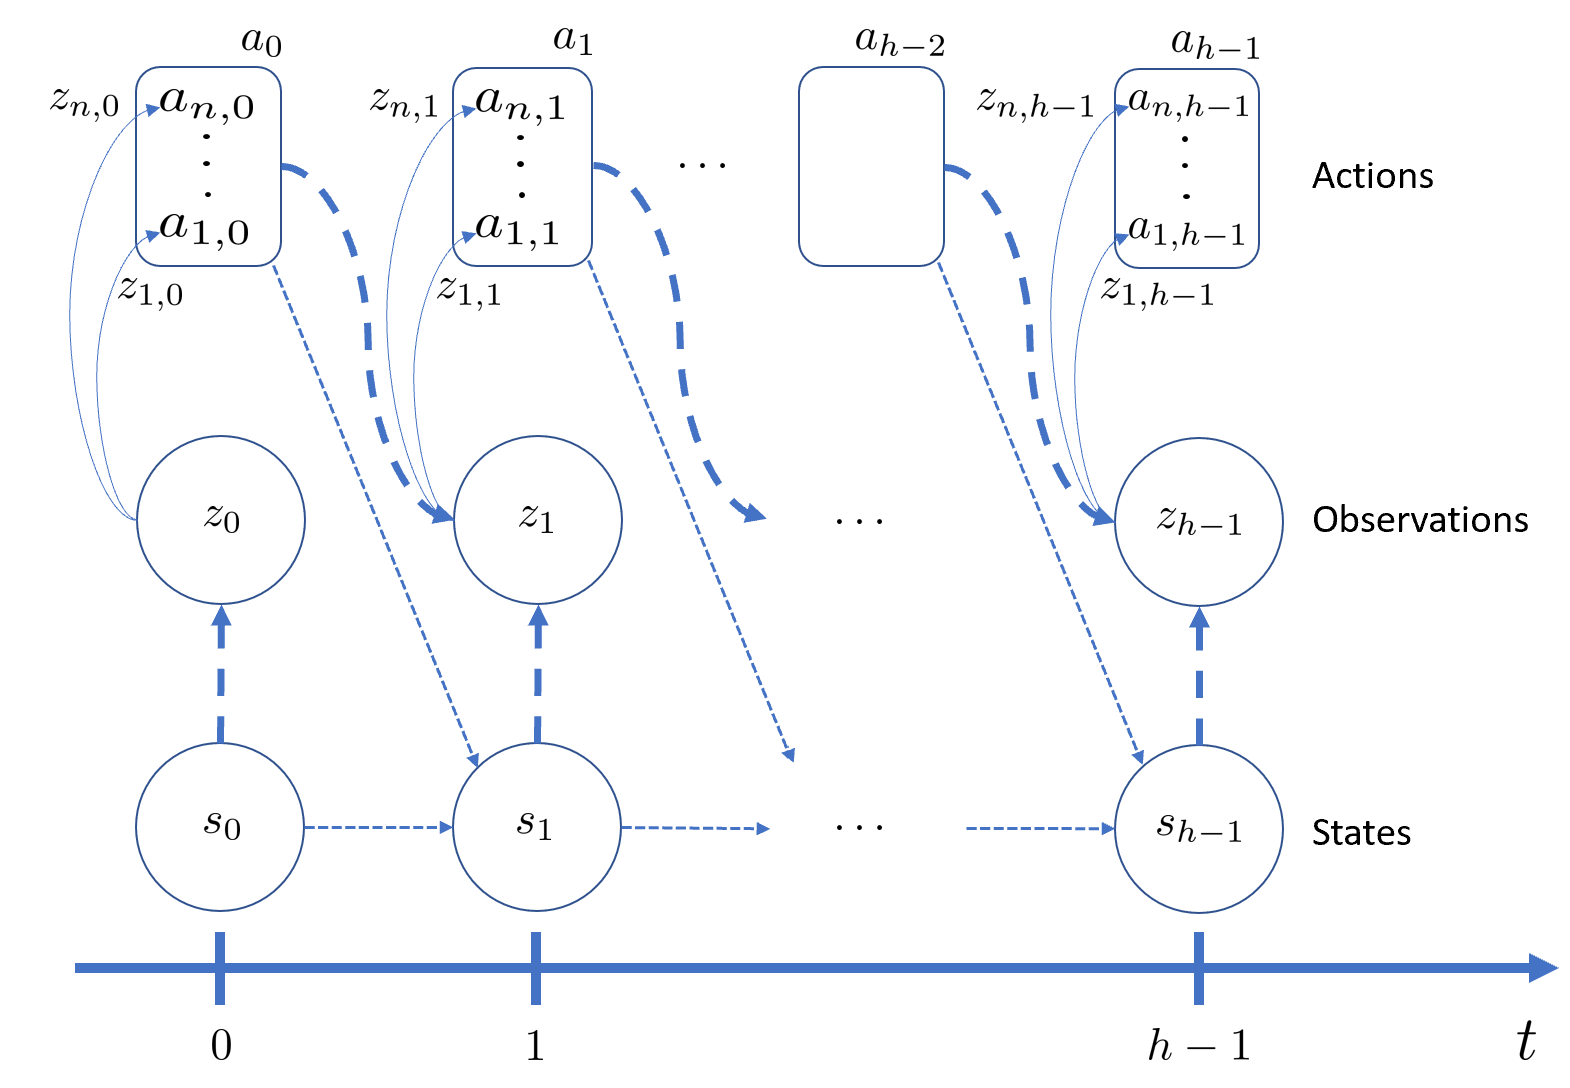 a_0 a_1 a_{h-2} a_{h-1}
z_{n,0} a_{n,0} z_{n,1} a_{n,1} z_{n,h-1} a_{n,h-1}
⋮ ⋮ ... ⋮ Actions
a_{1,0} a_{1,1} a_{1,h-1}
z_{1,0} z_{1,1} z_{1,h-1}
z_0 z_1 ... z_{h-1} Observations
s_0 s_1 ... s_{h-1} States
0 1 h-1 t